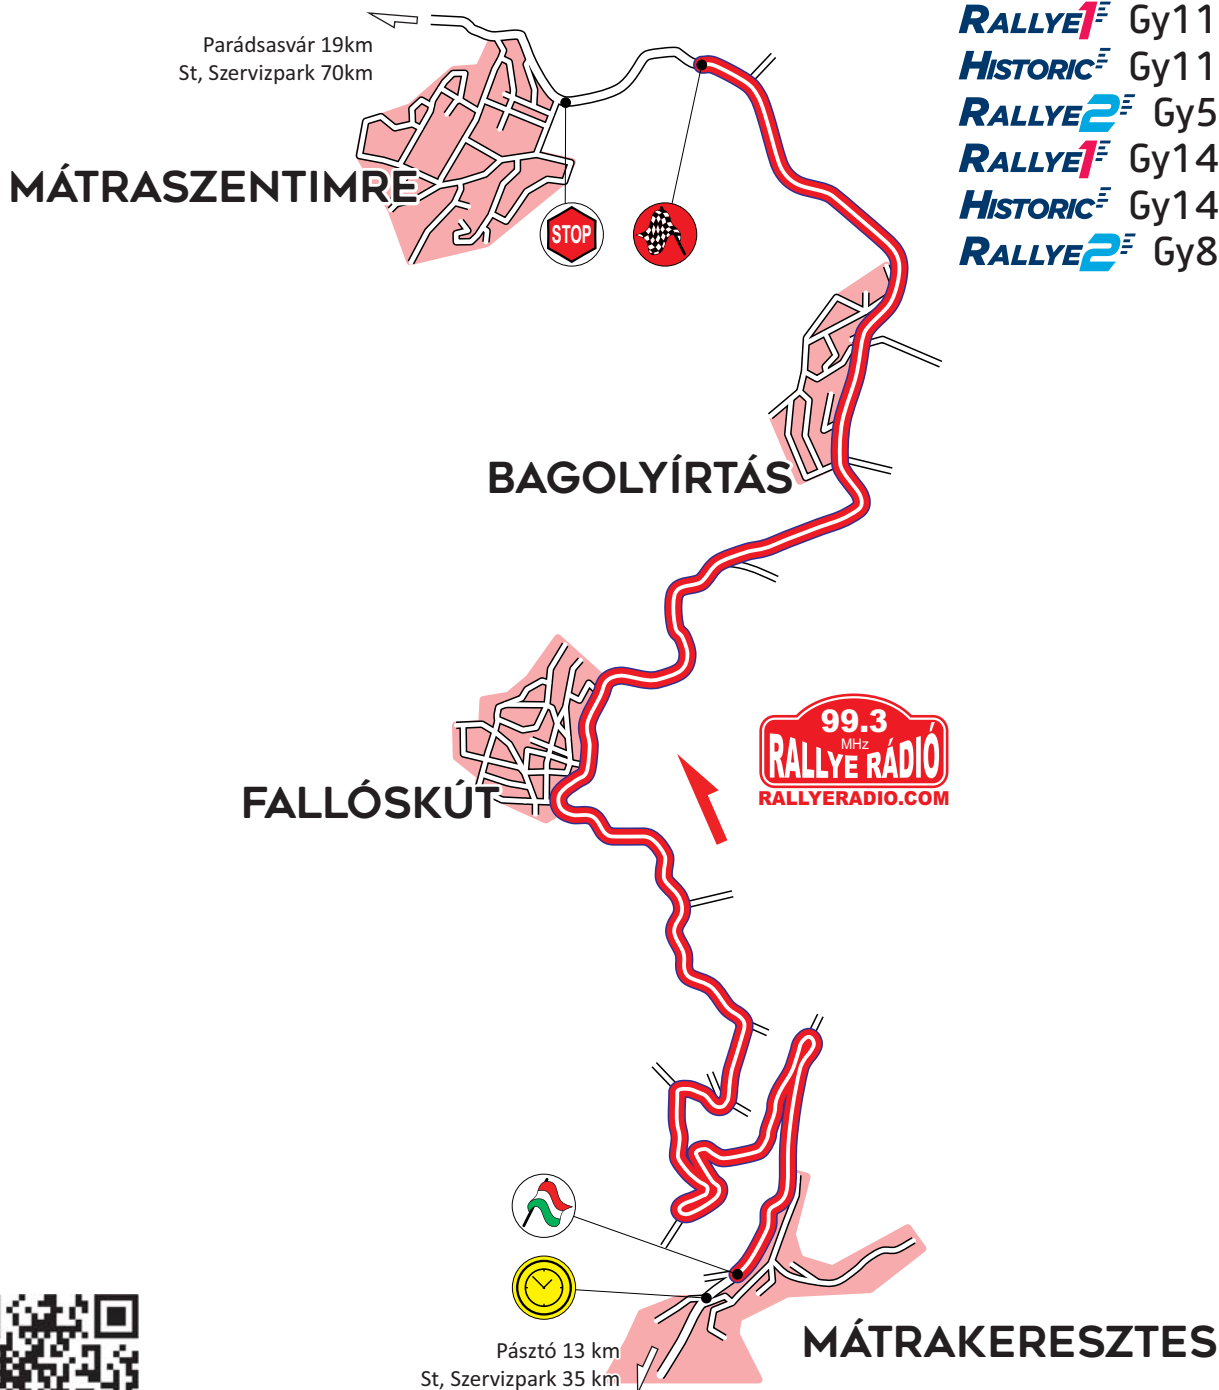 Parádsasvár 19km
St, Szervizpark 70km
RALLYE1 Gy11
HISTORIC Gy11
RALLYE2 Gy5
RALLYE1 Gy14
HISTORIC Gy14
RALLYE2 Gy8
MÁTRASZENTIMRE
STOP
BAGOLYÍRTÁS
99.3
MHz
RALLYE RÁDIÓ
RALLYERADIO.COM
FALLÓSKÚT
MÁTRAKERESZTES
Pásztó 13 km
St, Szervizpark 35 km